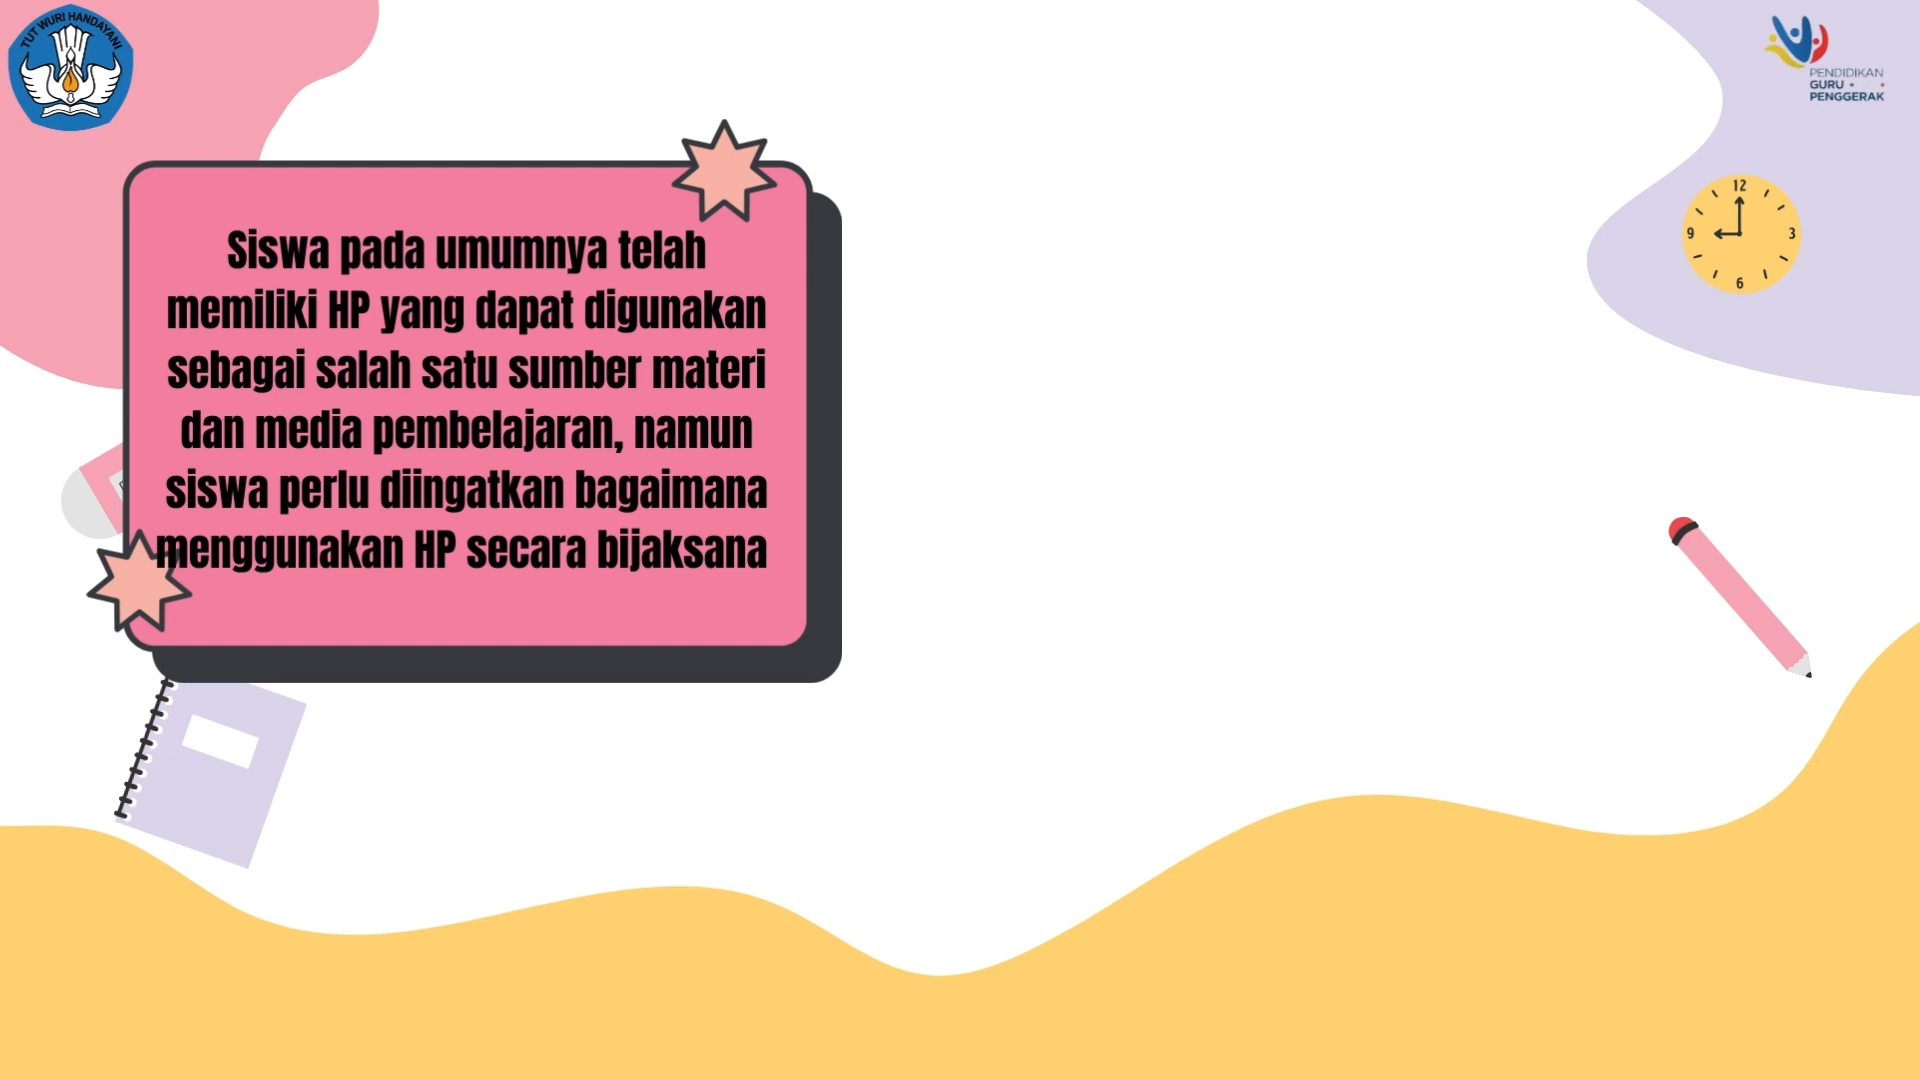 TUT WURI HANDAYANI
PENDIDIKAN
GURU
PENGGERAK
12
9
3
6
Siswa pada umumnya telah
memiliki HP yang dapat digunakan
sebagai salah satu sumber materi
dan media pembelajaran, namun
siswa perlu diingatkan bagaimana
menggunakan HP secara bijaksana